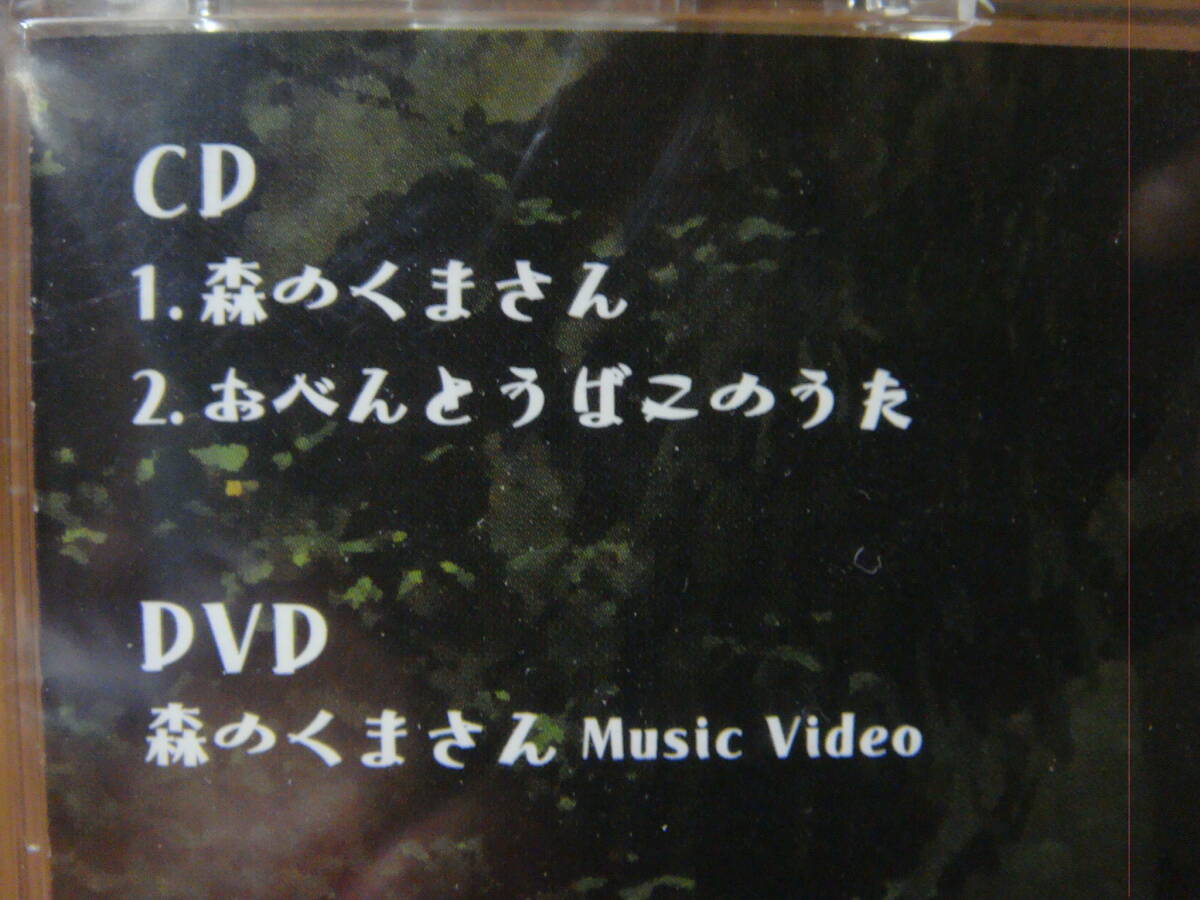 CD
1. 森のくまさん
2. おべんとうばこのうた
DVD
森のくまさん Music Video